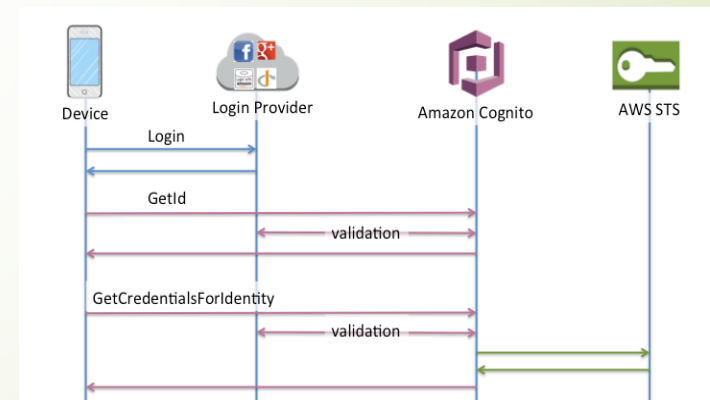 Device
Login Provider
Amazon Cognito
AWS STS
Login
GetId
validation
GetCredentialsForIdentity
validation